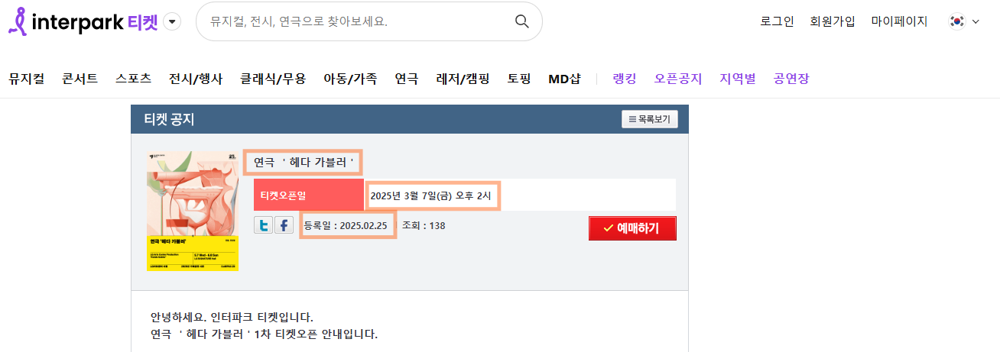 interpark 티켓
뮤지컬, 전시, 연극으로 찾아보세요.
로그인 회원가입 마이페이지
뮤지컬 콘서트 스포츠 전시/행사 클래식/무용 아동/가족 연극 레저/캠핑 토핑 MD샵 랭킹 오픈공지 지역별 공연장
티켓 공지
목록보기
연극 ' 헤다 가블러 '
티켓오픈일 2025년 3월 7일(금) 오후 2시
등록일 : 2025.02.25 조회 : 138
예매하기
연극 '헤다 가블러'
5.7 Wed - 6.8 Sun
안녕하세요. 인터파크 티켓입니다.
연극 ' 헤다 가블러 ' 1차 티켓오픈 안내입니다.